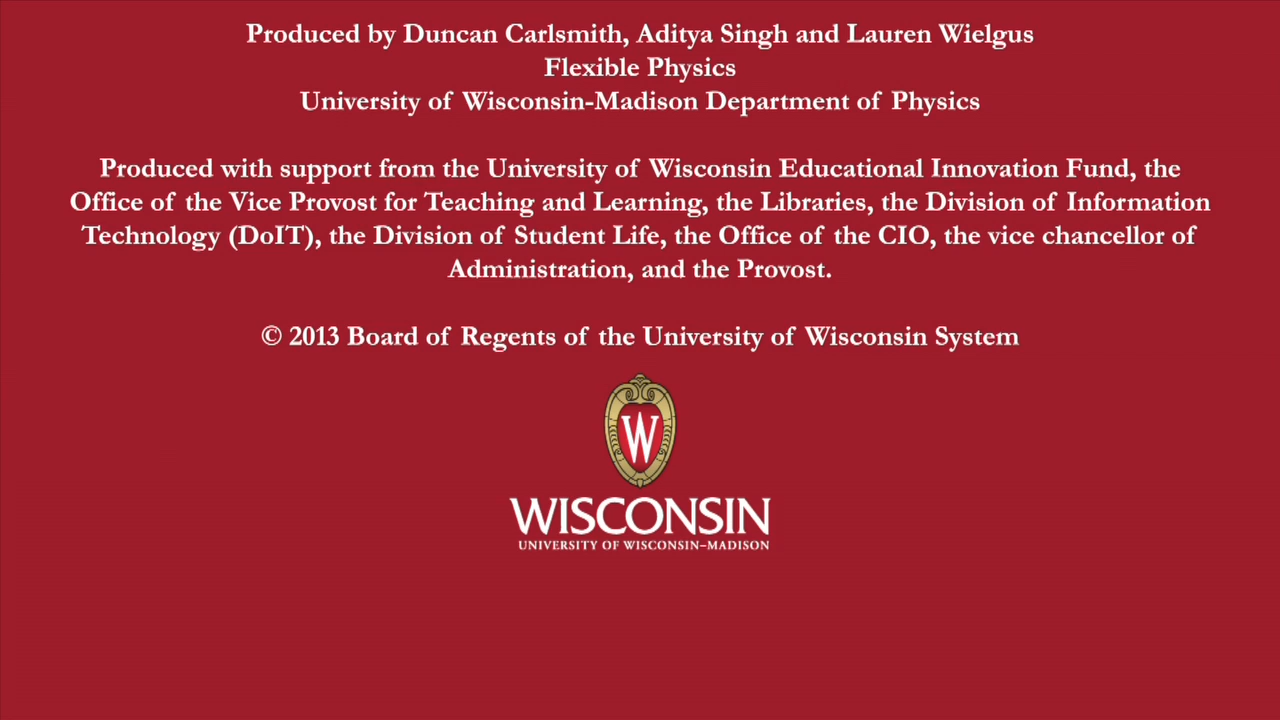 Produced by Duncan Carlsmith, Aditya Singh and Lauren Wielgus
Flexible Physics
University of Wisconsin-Madison Department of Physics
Produced with support from the University of Wisconsin Educational Innovation Fund, the
Office of the Vice Provost for Teaching and Learning, the Libraries, the Division of Information
Technology (DoIT), the Division of Student Life, the Office of the CIO, the vice chancellor of
Administration, and the Provost.
© 2013 Board of Regents of the University of Wisconsin System
W
WISCONSIN
UNIVERSITY OF WISCONSIN–MADISON